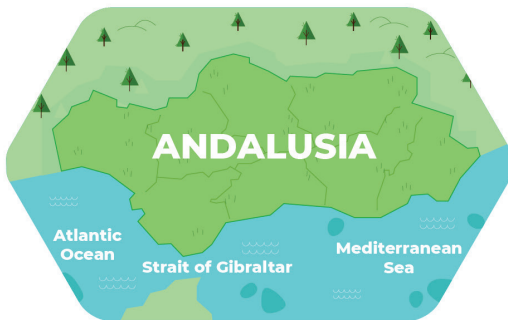 ANDALUSIA
Atlantic
Ocean
Strait of Gibraltar
Mediterranean
Sea